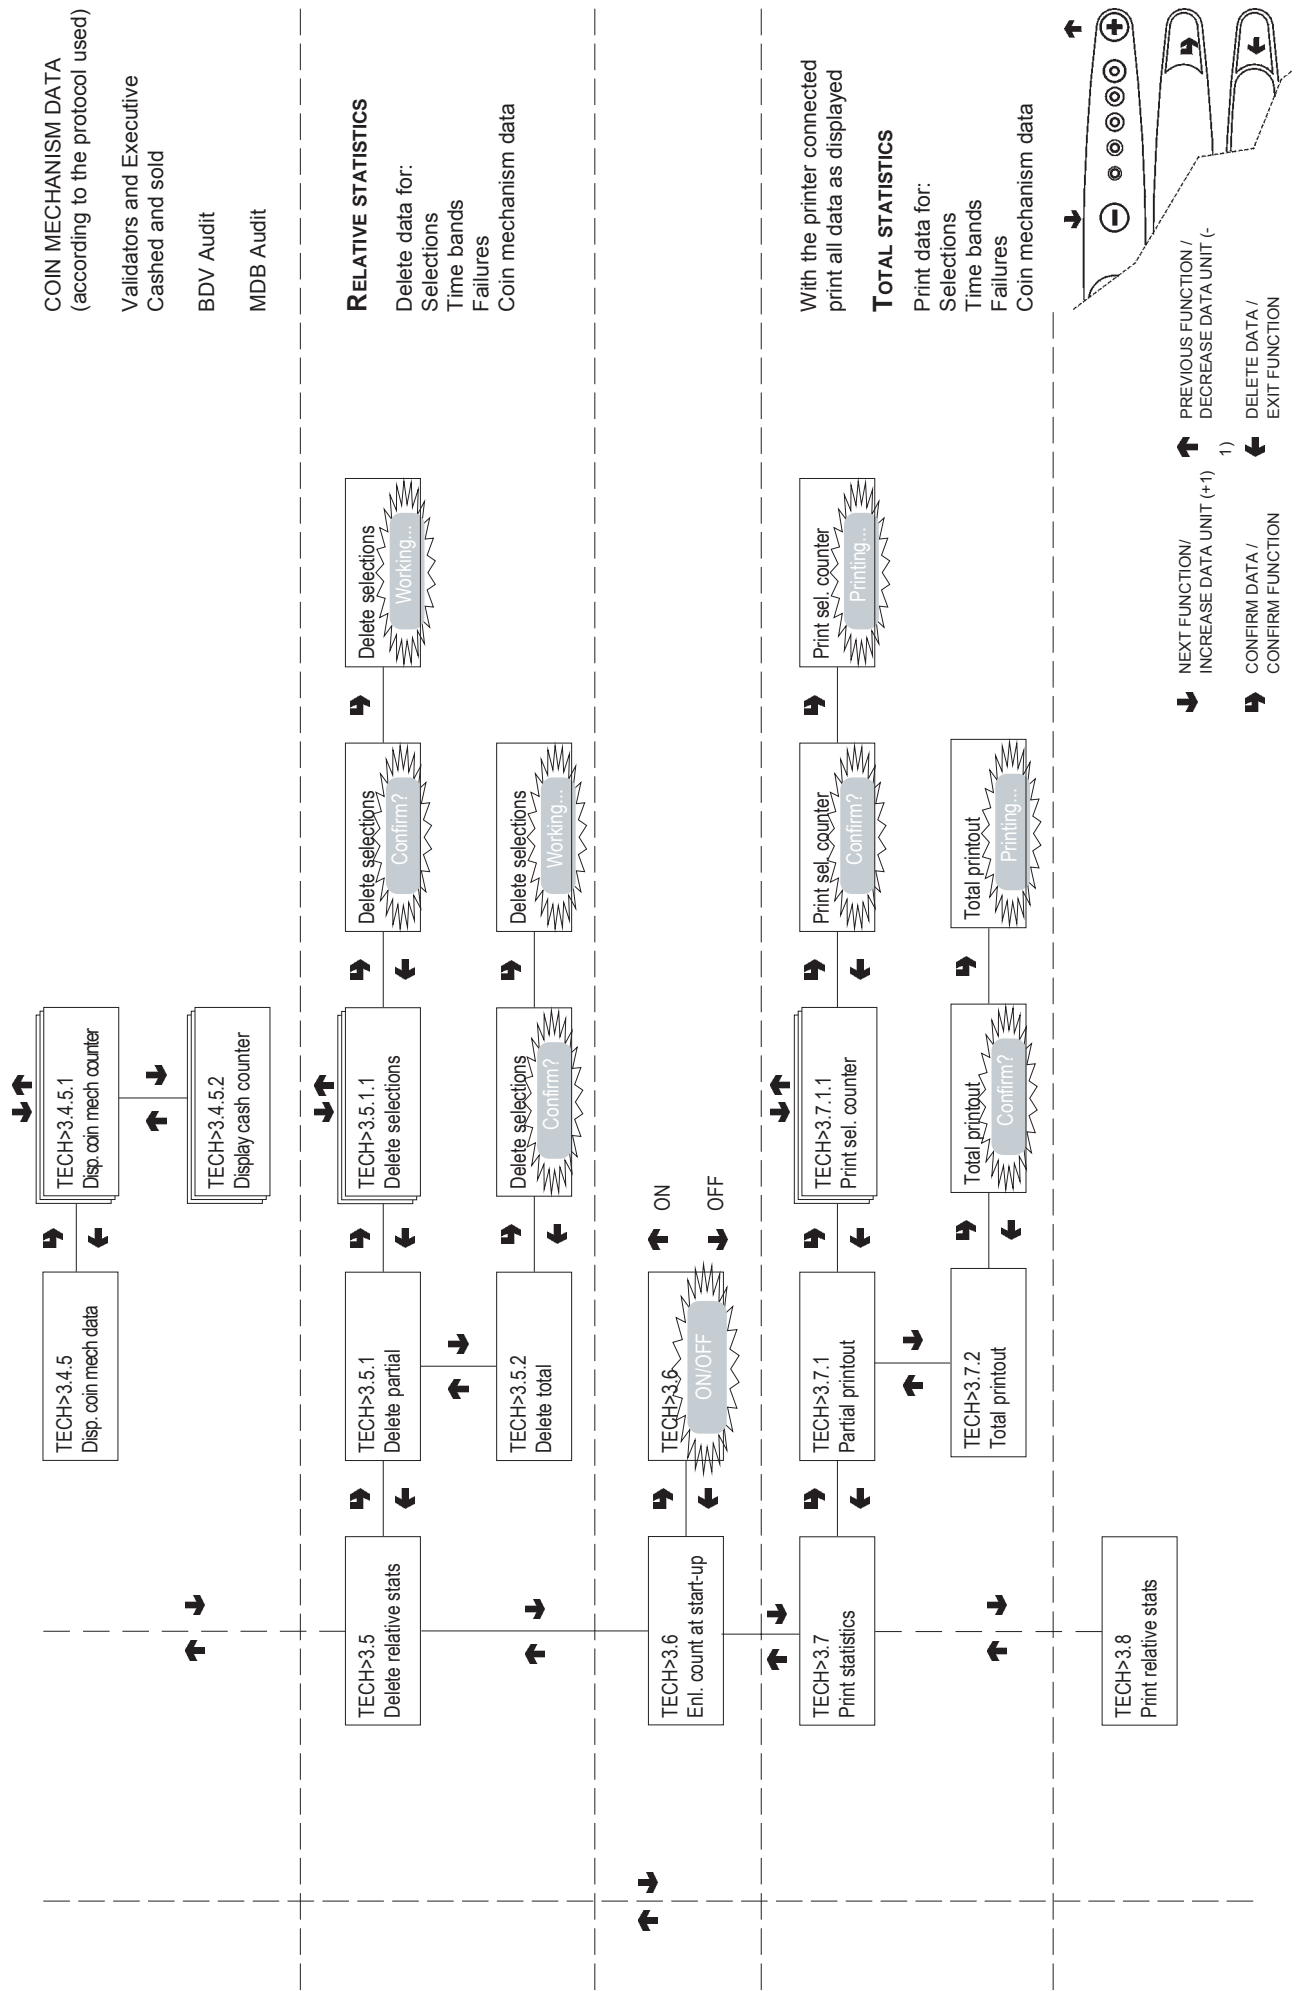 COIN MECHANISM DATA
(according to the protocol used)
Validators and Executive
Cashed and sold
BDV Audit
MDB Audit
TECH>3.4.5
Disp. coin mech data
TECH>3.4.5.1
Disp. coin mech counter
TECH>3.4.5.2
Display cash counter
RELATIVE STATISTICS
Delete data for:
Selections
Time bands
Failures
Coin mechanism data
TECH>3.5
Delete relative stats
TECH>3.5.1
Delete partial
TECH>3.5.1.1
Delete selections
Delete selections
Confirm?
Delete selections
Working...
TECH>3.5.2
Delete total
Delete selections
Confirm?
Delete selections
Working...
TECH>3.6
Enl. count at start-up
TECH>3.6
ON/OFF
ON
OFF
With the printer connected
print all data as displayed
TOTAL STATISTICS
Print data for:
Selections
Time bands
Failures
Coin mechanism data
TECH>3.7
Print statistics
TECH>3.7.1
Partial printout
TECH>3.7.1.1
Print sel. counter
Print sel. counter
Confirm?
Print sel. counter
Printing...
TECH>3.7.2
Total printout
Total printout
Confirm?
Total printout
Printing...
TECH>3.8
Print relative stats
NEXT FUNCTION/
INCREASE DATA UNIT (+1)
PREVIOUS FUNCTION /
DECREASE DATA UNIT (-
1)
CONFIRM DATA /
CONFIRM FUNCTION
DELETE DATA /
EXIT FUNCTION